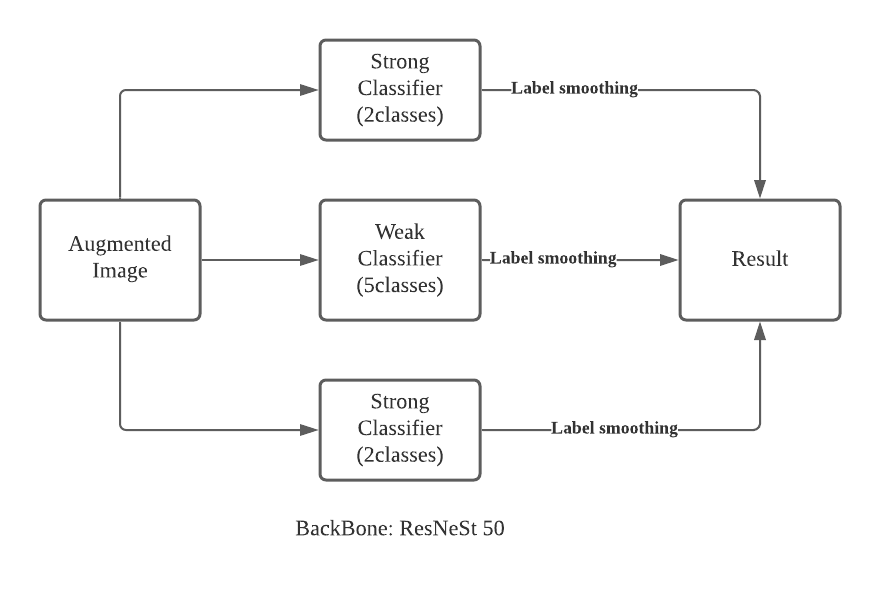 Strong
Classifier
(2classes)
Label smoothing
Augmented
Image
Weak
Classifier
(5classes)
Label smoothing
Result
Strong
Classifier
(2classes)
Label smoothing
BackBone: ResNeSt 50